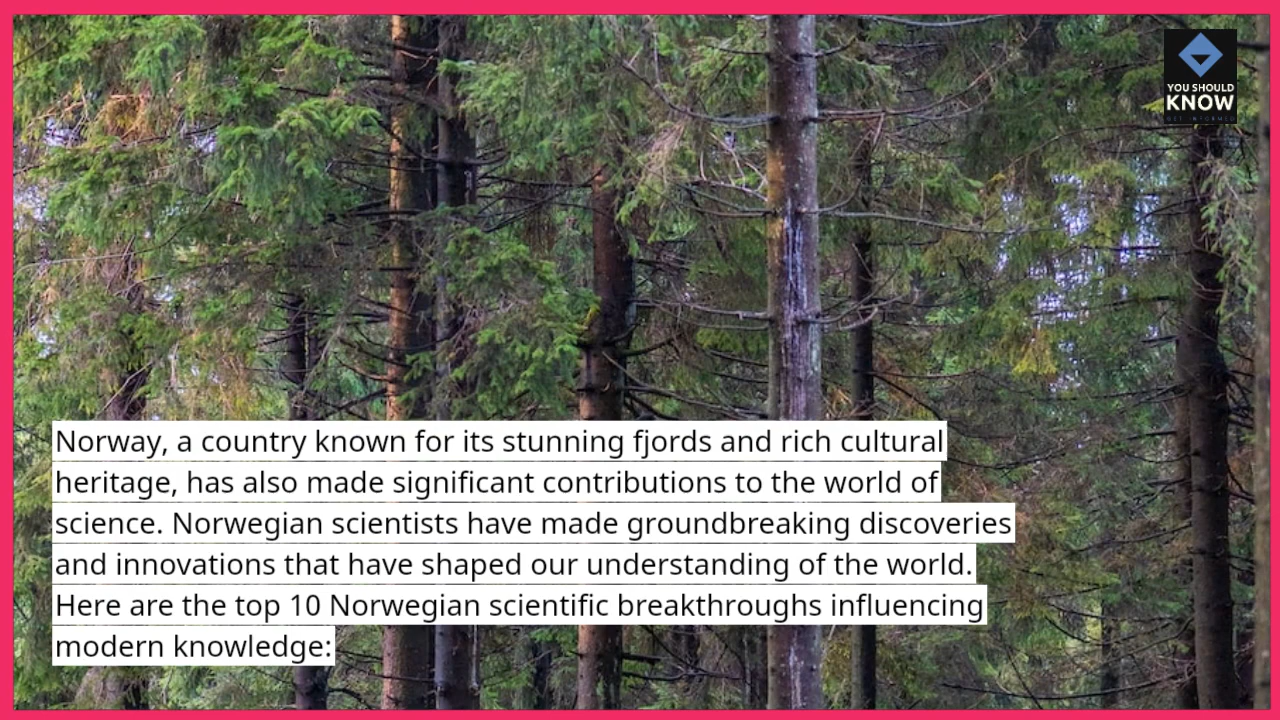 YOU SHOULD
KNOW
GET INFORMED
Norway, a country known for its stunning fjords and rich cultural
heritage, has also made significant contributions to the world of
science. Norwegian scientists have made groundbreaking discoveries
and innovations that have shaped our understanding of the world.
Here are the top 10 Norwegian scientific breakthroughs influencing
modern knowledge: